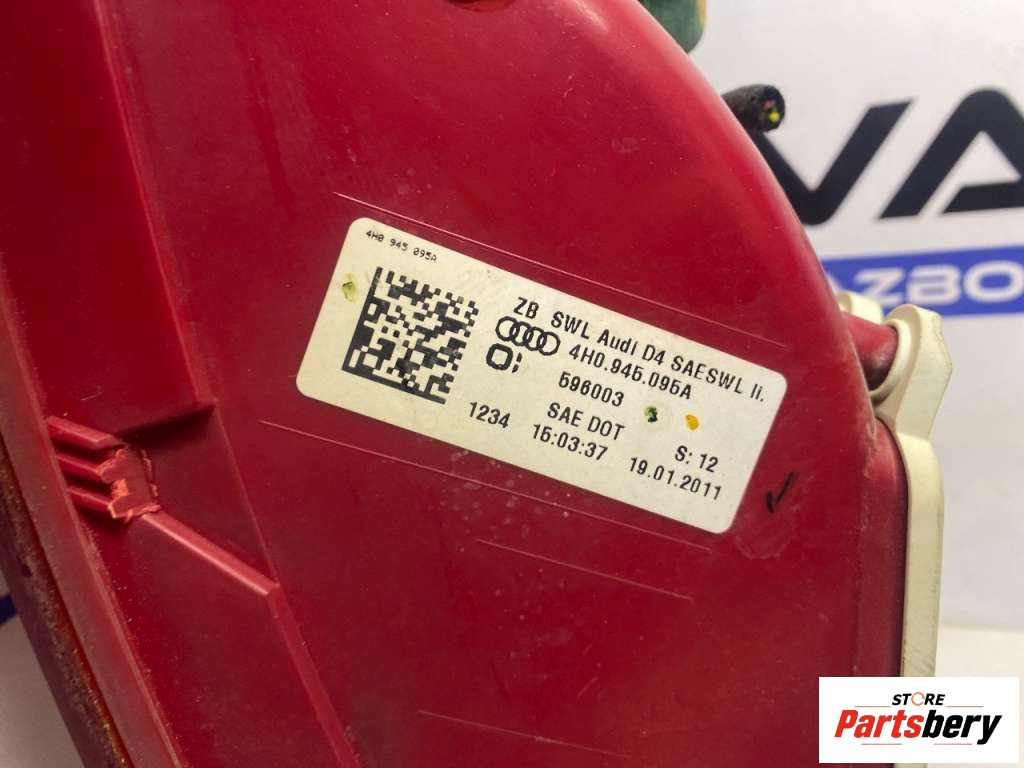 4H0 945 095A
ZB SWL Audi D4 SAESWL li.
4H0.945.095A
596003
SAE DOT
S: 12
1234
15:03:37
19.01.2011
VA
AZBO
STORE
Partsbery